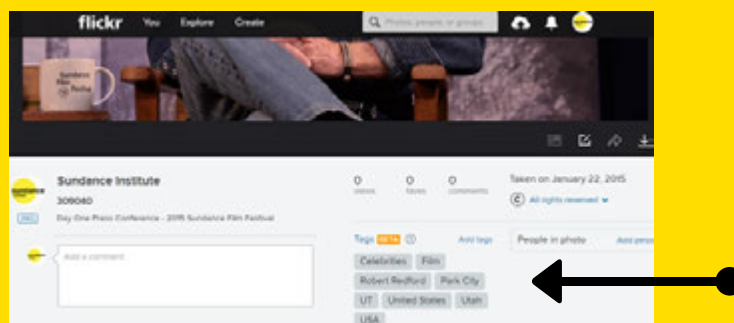 flickr You Explore Create Photos, people, or groups
Sundance
Film
sundance
Sundance Institute
309040
PRO
Day One Press Conference - 2015 Sundance Film Festival
Add a comment
0 0 0
views faves comments
Taken on January 22, 2015
© All rights reserved
Tags BETA Add tags
People in photo
Celebrities Film
Robert Redford Park City
UT United States Utah
USA